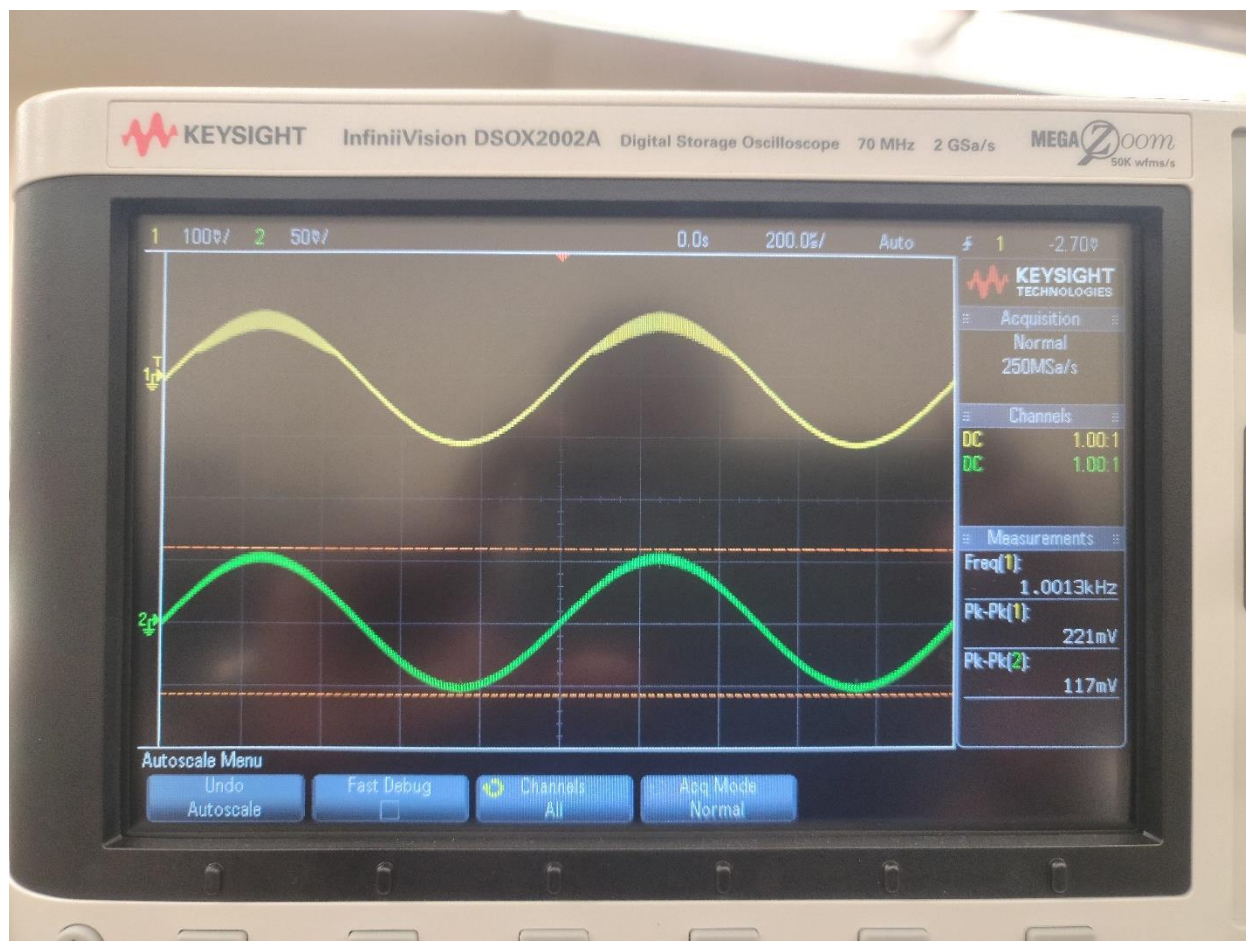 KEYSIGHT InfiniiVision DSOX2002A Digital Storage Oscilloscope 70 MHz 2 GSa/s MEGA Zoom
50K wfms/s
1 100mV/ 2 50mV/ 0.0s 200.0us/ Auto 1 -2.70mV
KEYSIGHT
TECHNOLOGIES
Acquisition
Normal
250MSa/s
T
1
Channels
DC 1.00:1
DC 1.00:1
Measurements
Freq(1):
1.0013kHz
Pk-Pk(1):
221mV
Pk-Pk(2):
117mV
2
Autoscale Menu
Undo Autoscale
Fast Debug
Channels All
Acq Mode Normal